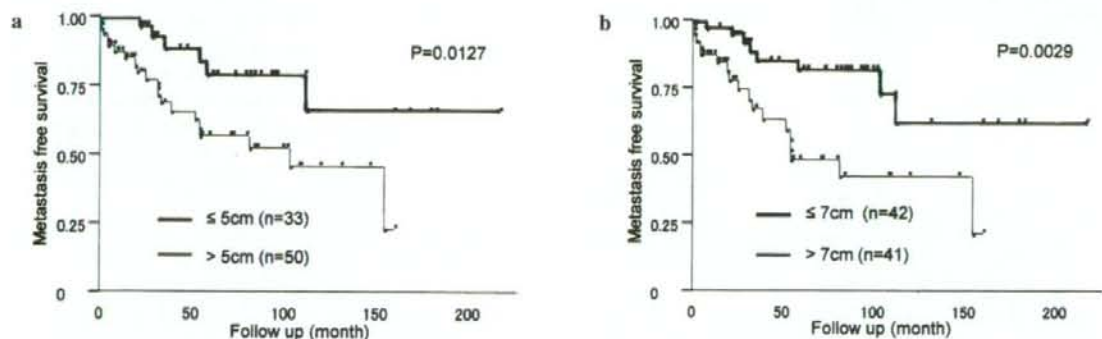 a
Metastasis free survival
1.00
0.75
0.50
0.25
0
P=0.0127
≤ 5cm (n=33)
> 5cm (n=50)
0 50 100 150 200
Follow up (month)
b
Metastasis free survival
1.00
0.75
0.50
0.25
0
P=0.0029
≤ 7cm (n=42)
> 7cm (n=41)
0 50 100 150 200
Follow up (month)